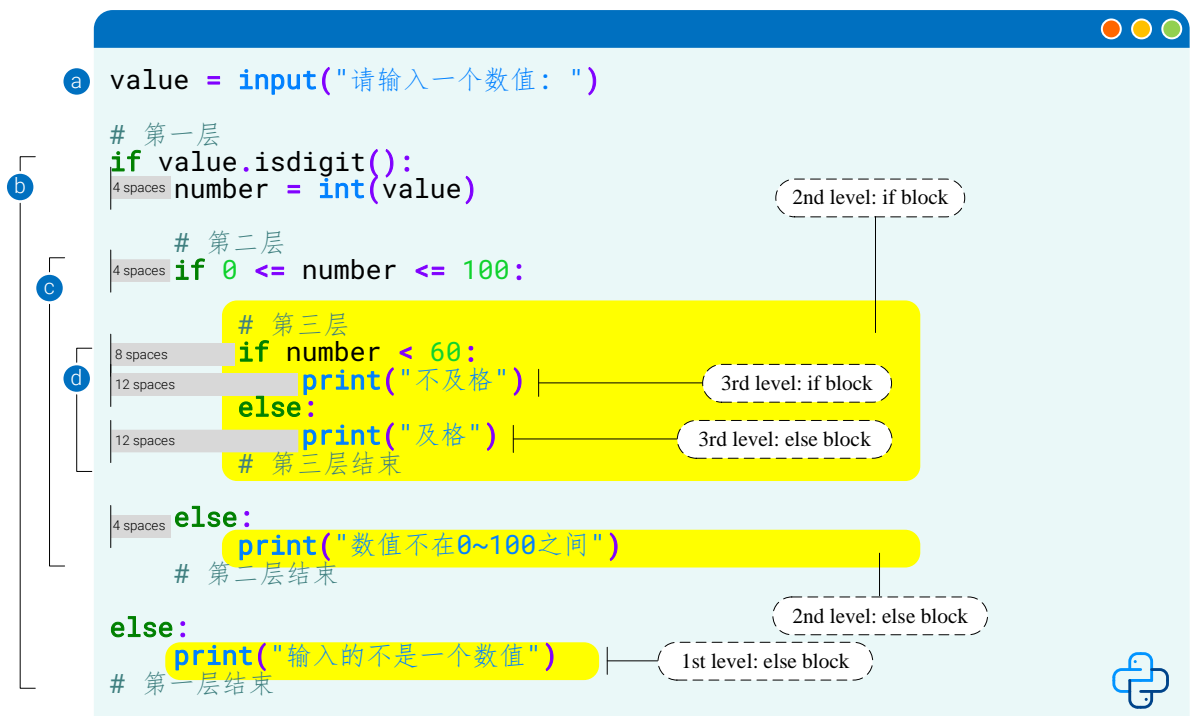 a
value = input("请输入一个数值: ")
# 第一层
if value.isdigit():
b
4 spaces
number = int(value)
2nd level: if block
# 第二层
4 spaces
if 0 <= number <= 100:
c
# 第三层
8 spaces
if number < 60:
d
12 spaces
print("不及格")
3rd level: if block
else:
12 spaces
print("及格")
3rd level: else block
# 第三层结束
4 spaces
else:
print("数值不在0~100之间")
# 第二层结束
2nd level: else block
else:
print("输入的不是一个数值")
1st level: else block
# 第一层结束